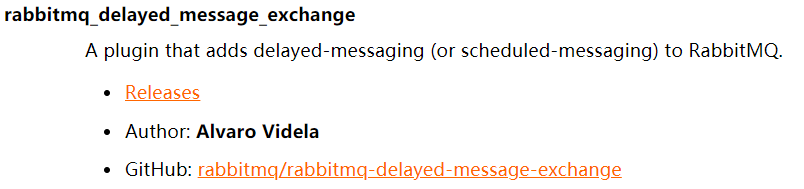 rabbitmq_delayed_message_exchange
A plugin that adds delayed-messaging (or scheduled-messaging) to RabbitMQ.
• Releases
• Author: Alvaro Videla
• GitHub: rabbitmq/rabbitmq-delayed-message-exchange